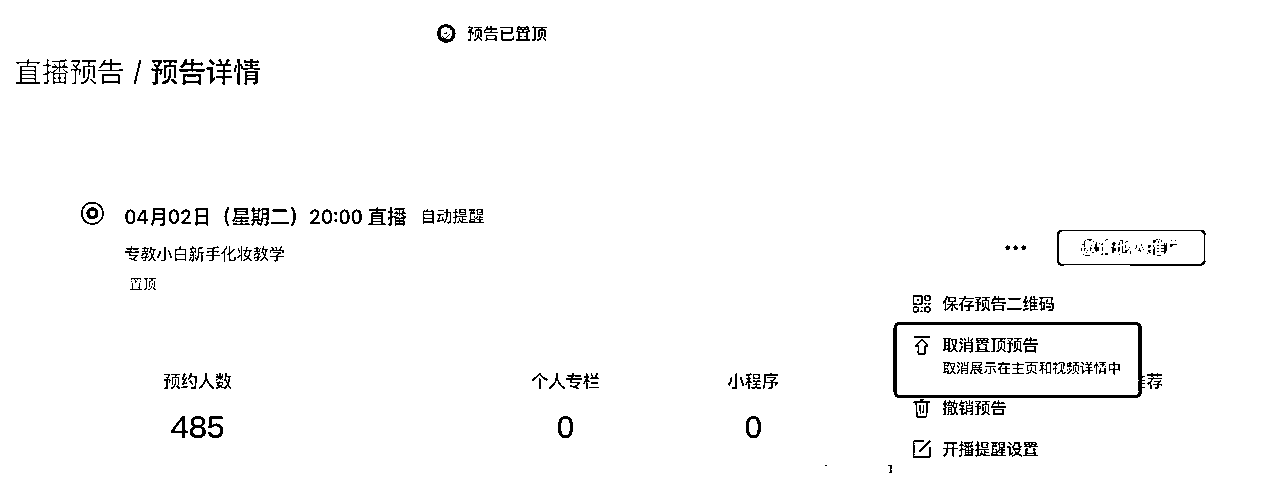 预告已置顶
直播预告 / 预告详情
04月02日（星期二）20:00 直播 自动提醒
专教小白新手化妆教学
置顶
保存预告二维码
取消置顶预告
取消展示在主页和视频详情中
撤销预告
开播提醒设置
预约人数 个人专栏 小程序 荐
485 0 0